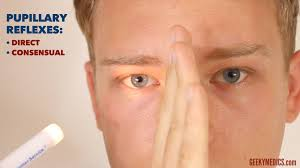 PUPILLARY
REFLEXES:
• DIRECT
• CONSENSUAL
GEEKYMEDICS.COM